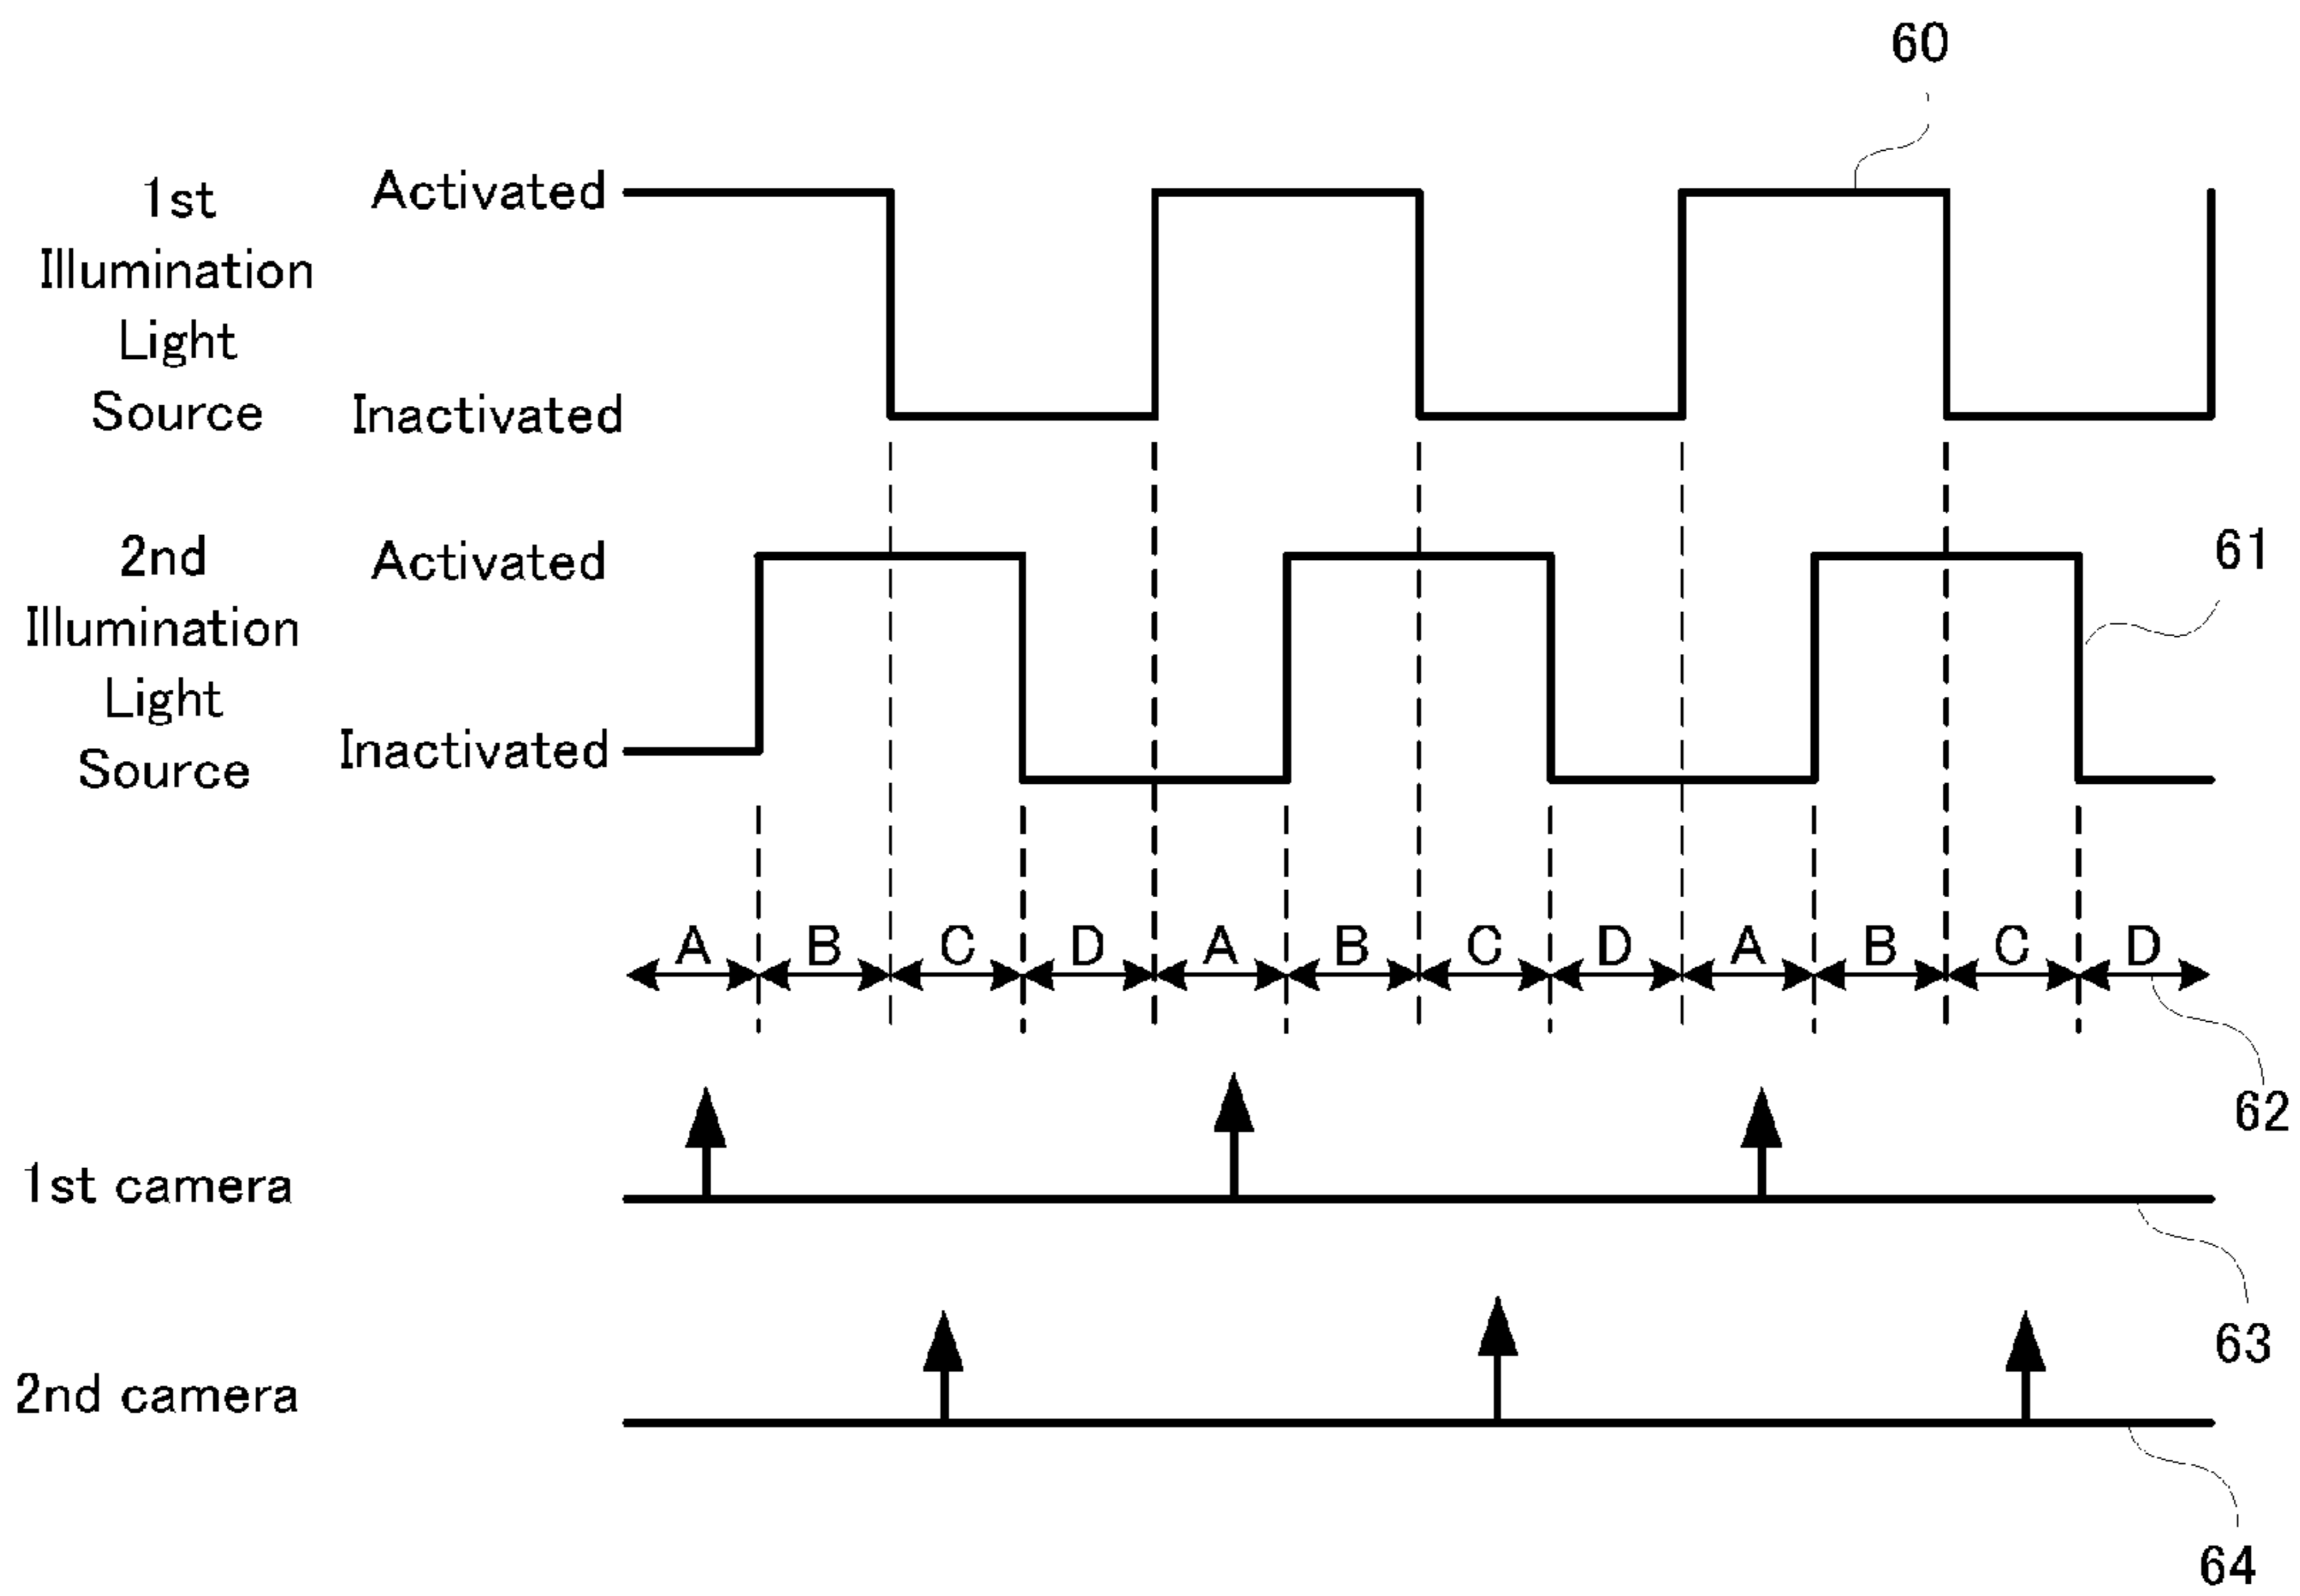 60
1st
Illumination
Light
Source
Activated
Inactivated
2nd
Illumination
Light
Source
Activated
Inactivated
61
A B C D A B C D A B C D
62
1st camera
63
2nd camera
64